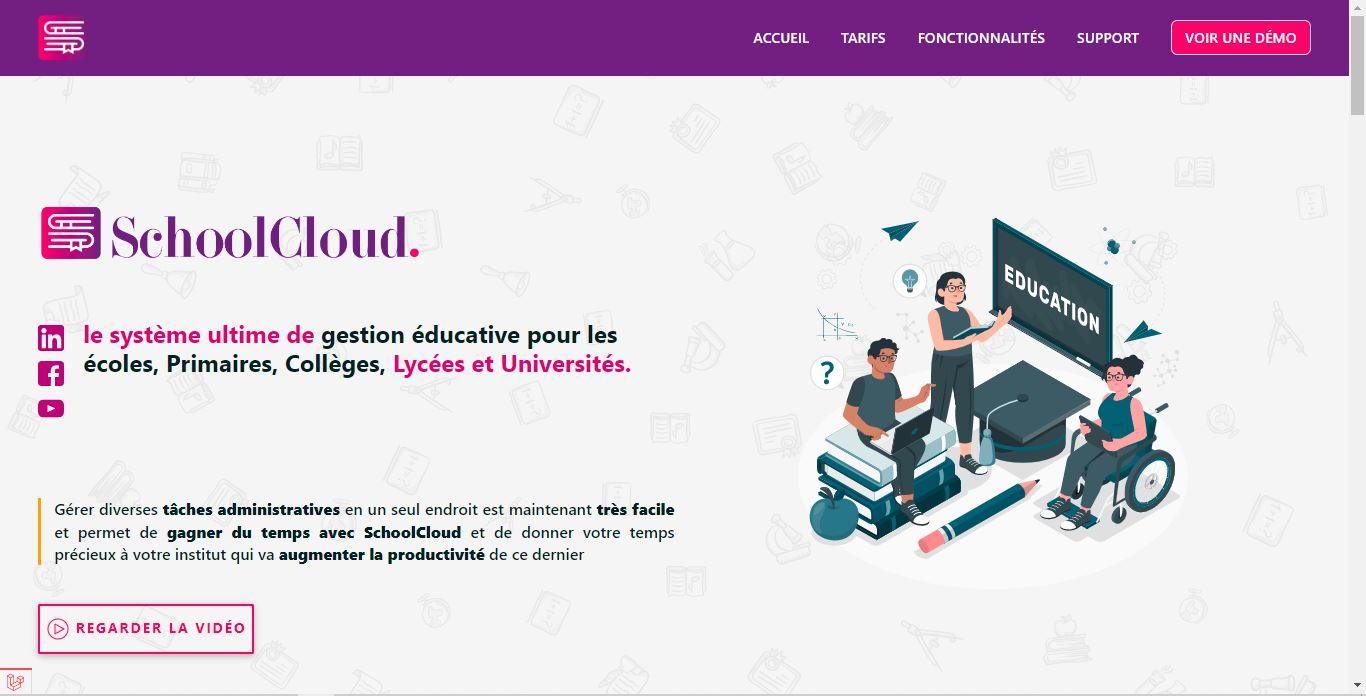 ACCUEIL TARIFS FONCTIONNALITÉS SUPPORT VOIR UNE DÉMO
SchoolCloud.
le système ultime de gestion éducative pour les
écoles, Primaires, Collèges, Lycées et Universités.
in
f
EDUCATION
?
Gérer diverses tâches administratives en un seul endroit est maintenant très facile
et permet de gagner du temps avec SchoolCloud et de donner votre temps
précieux à votre institut qui va augmenter la productivité de ce dernier
REGARDER LA VIDÉO